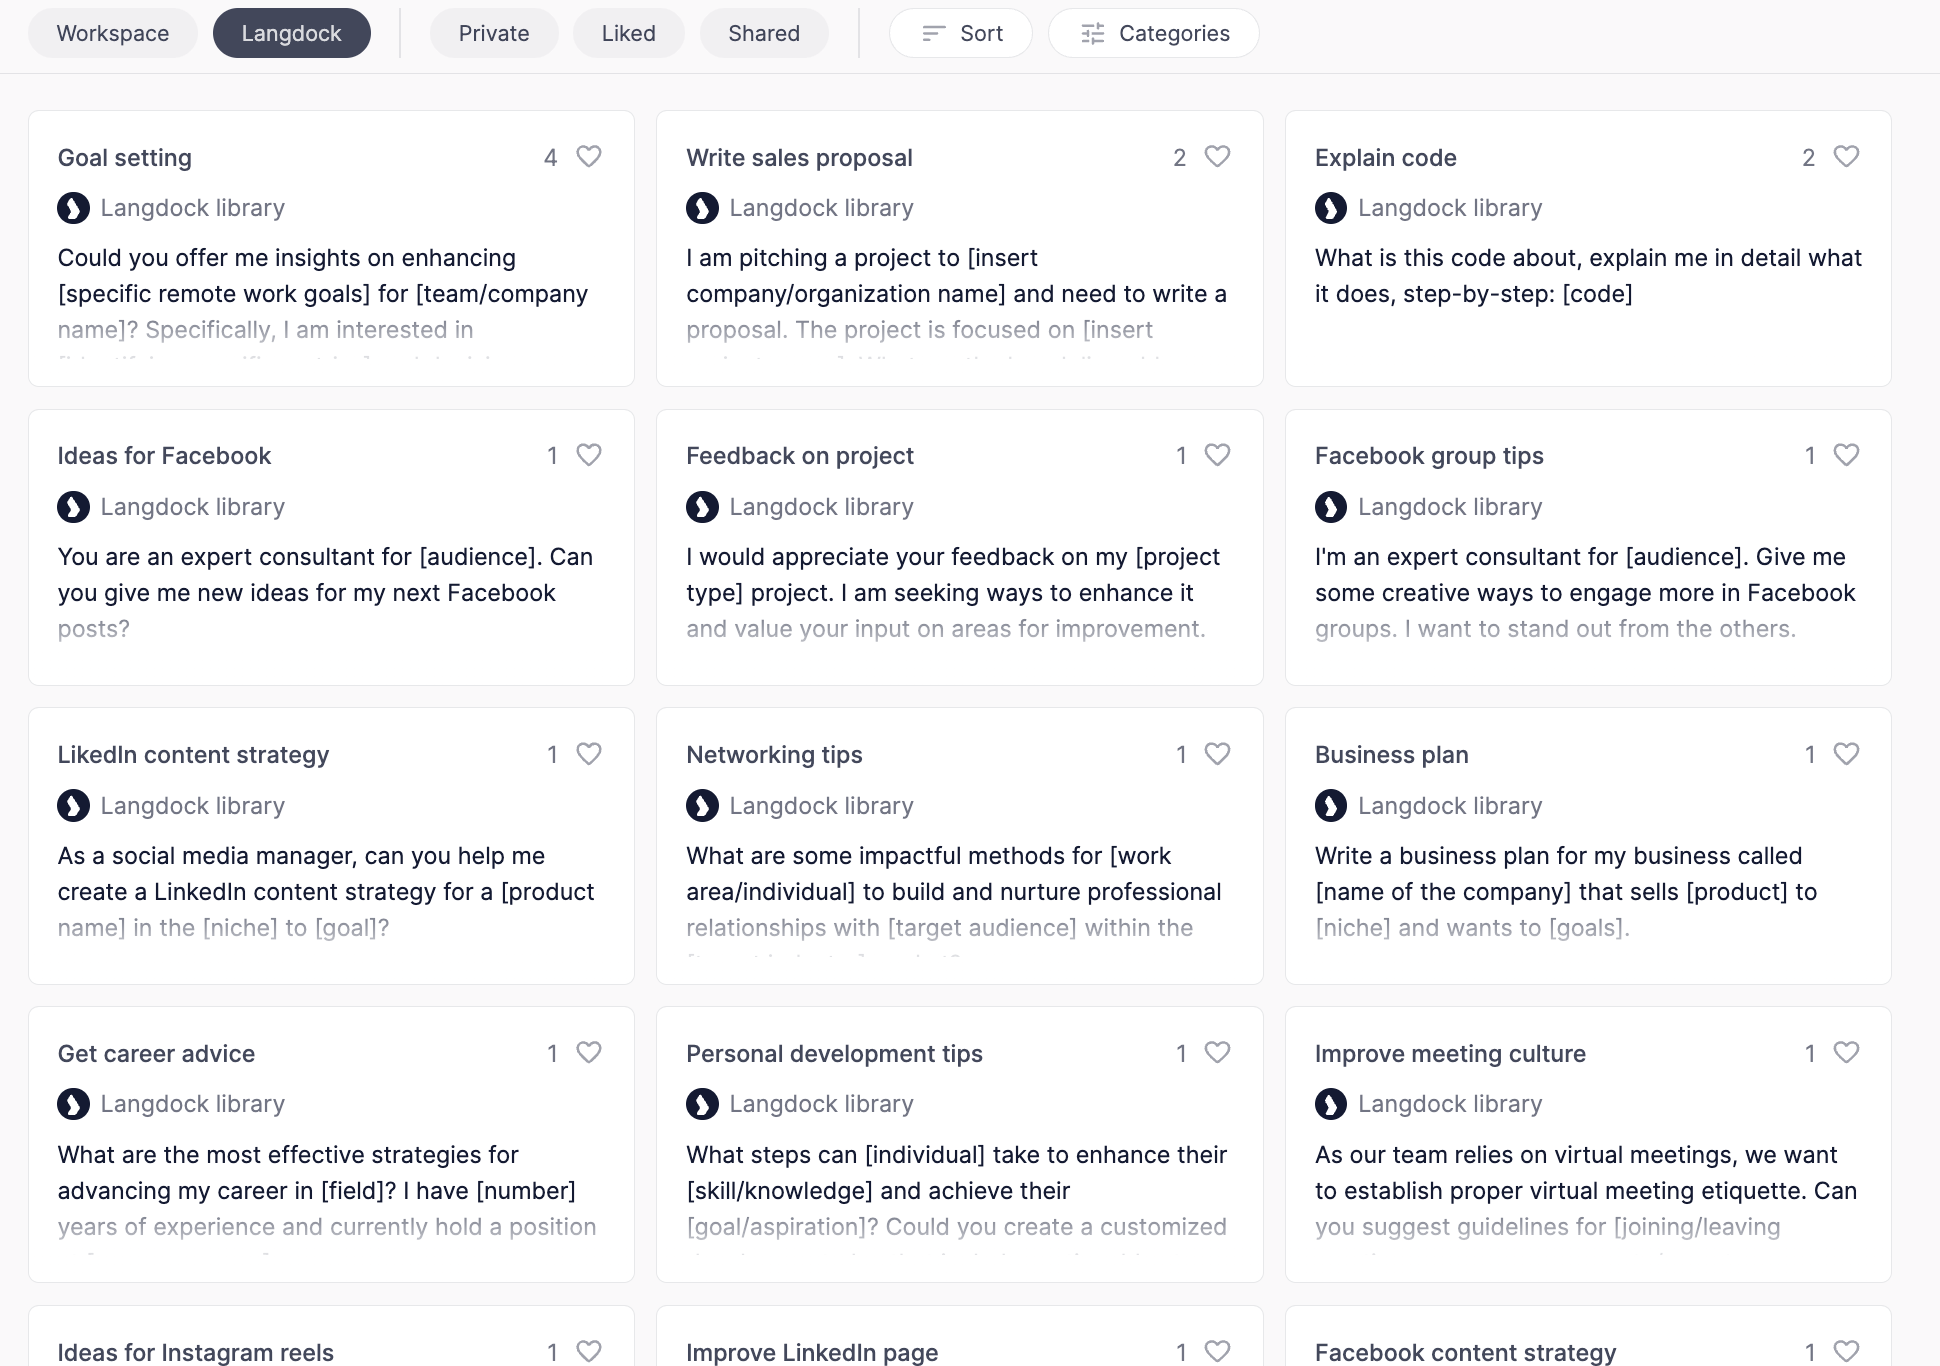 Workspace
Langdock
Private
Liked
Shared
Sort
Categories
Goal setting
4
Langdock library
Could you offer me insights on enhancing
[specific remote work goals] for [team/company
name]? Specifically, I am interested in
Write sales proposal
2
Langdock library
I am pitching a project to [insert
company/organization name] and need to write a
proposal. The project is focused on [insert
Explain code
2
Langdock library
What is this code about, explain me in detail what
it does, step-by-step: [code]
Ideas for Facebook
1
Langdock library
You are an expert consultant for [audience]. Can
you give me new ideas for my next Facebook
posts?
Feedback on project
1
Langdock library
I would appreciate your feedback on my [project
type] project. I am seeking ways to enhance it
and value your input on areas for improvement.
Facebook group tips
1
Langdock library
I'm an expert consultant for [audience]. Give me
some creative ways to engage more in Facebook
groups. I want to stand out from the others.
LikedIn content strategy
1
Langdock library
As a social media manager, can you help me
create a LinkedIn content strategy for a [product
name] in the [niche] to [goal]?
Networking tips
1
Langdock library
What are some impactful methods for [work
area/individual] to build and nurture professional
relationships with [target audience] within the
Business plan
1
Langdock library
Write a business plan for my business called
[name of the company] that sells [product] to
[niche] and wants to [goals].
Get career advice
1
Langdock library
What are the most effective strategies for
advancing my career in [field]? I have [number]
years of experience and currently hold a position
Personal development tips
1
Langdock library
What steps can [individual] take to enhance their
[skill/knowledge] and achieve their
[goal/aspiration]? Could you create a customized
Improve meeting culture
1
Langdock library
As our team relies on virtual meetings, we want
to establish proper virtual meeting etiquette. Can
you suggest guidelines for [joining/leaving
Ideas for Instagram reels
1
Improve LinkedIn page
1
Facebook content strategy
1